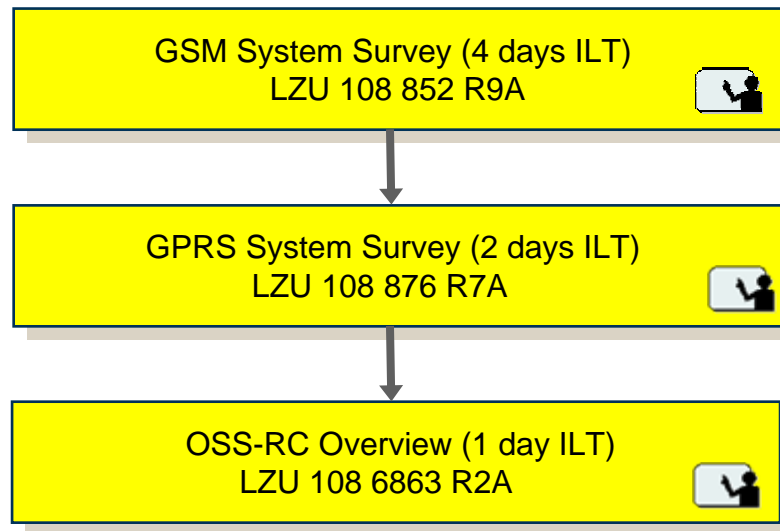 GSM System Survey (4 days ILT)
LZU 108 852 R9A
GPRS System Survey (2 days ILT)
LZU 108 876 R7A
OSS-RC Overview (1 day ILT)
LZU 108 6863 R2A